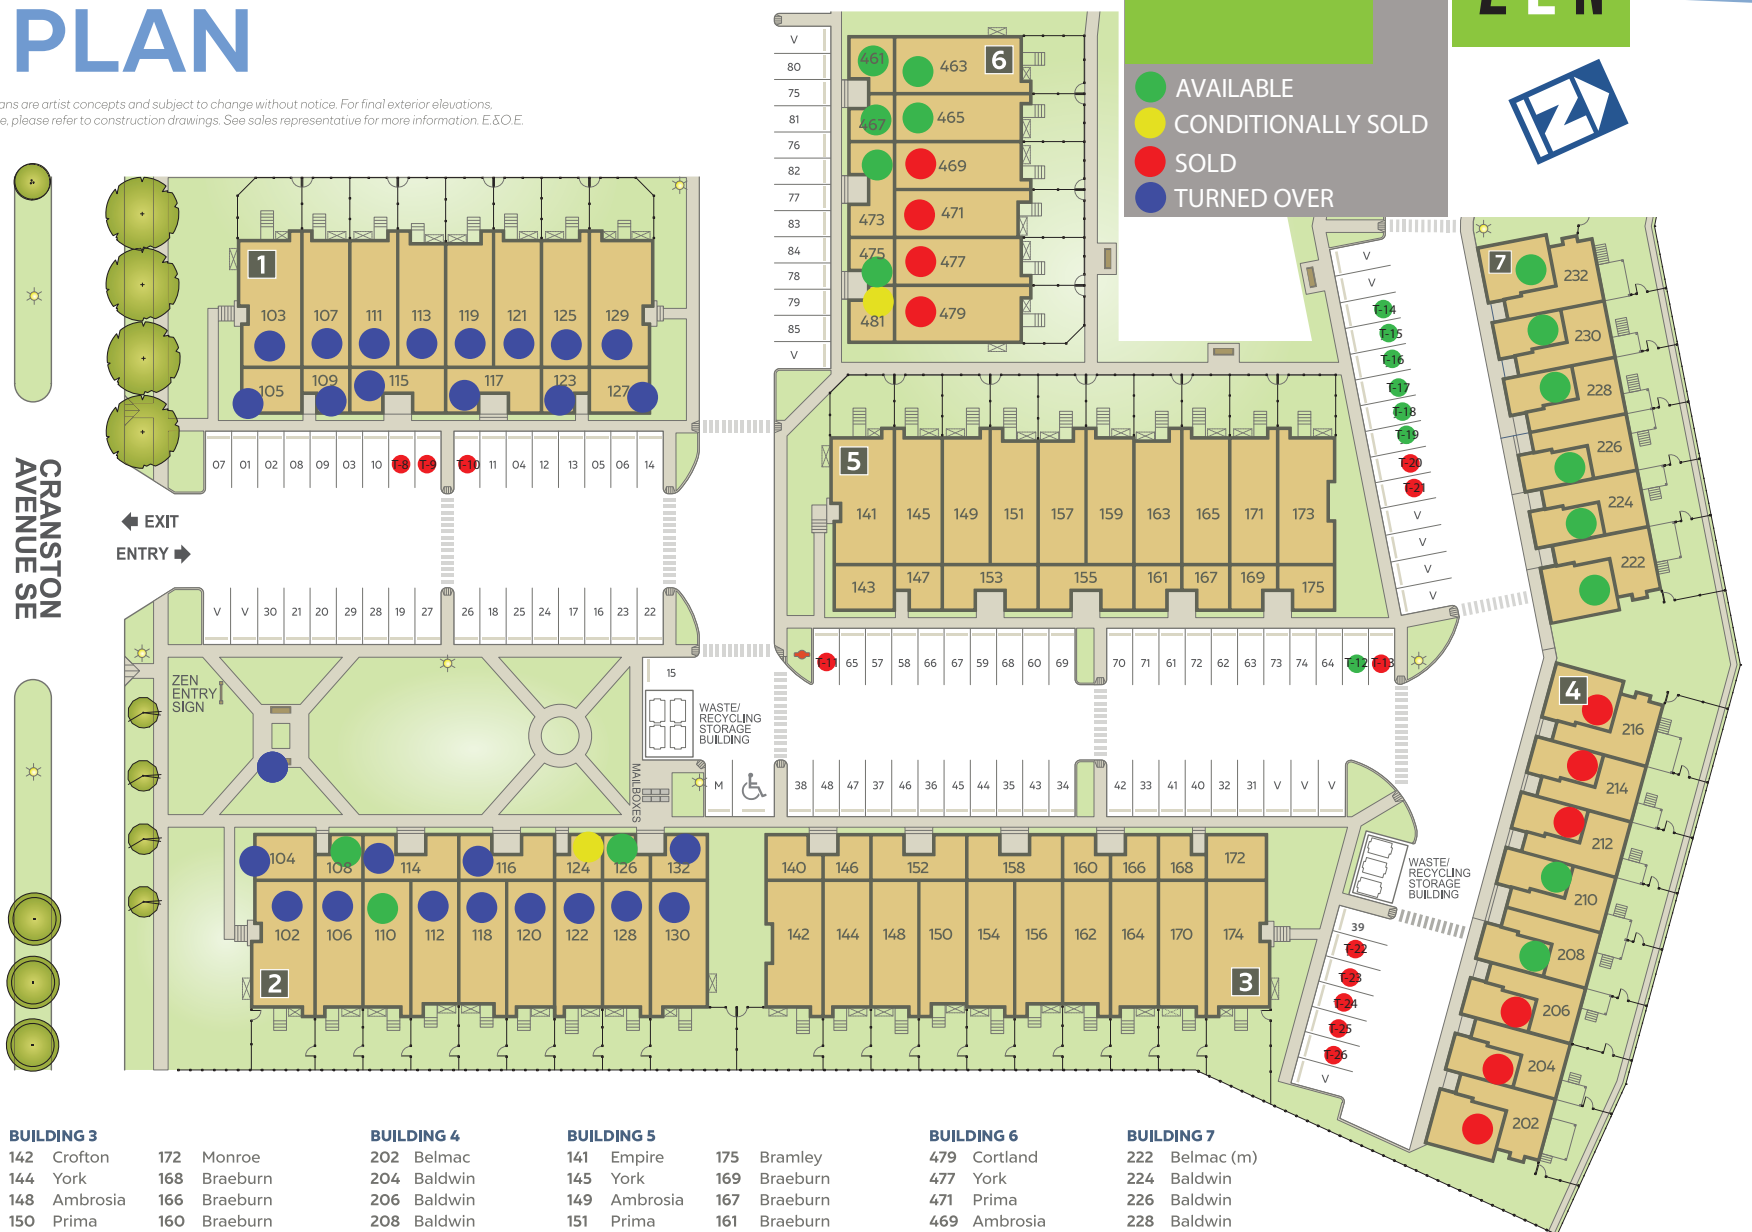 PLAN
ans are artist concepts and subject to change without notice. For final exterior elevations,
e, please refer to construction drawings. See sales representative for more information. E.&O.E.
ZEN
AVAILABLE
CONDITIONALLY SOLD
SOLD
TURNED OVER
V
80
75
81
76
82
77
83
84
78
79
85
V
6
461
463
467
465
469
473
471
475
477
481
479
1
103
107
111
113
119
121
125
129
105
109
115
117
123
127
07
01
02
08
09
03
10
T-8
T-9
T-10
11
04
12
13
05
06
14
CRANSTON
AVENUE SE
EXIT
ENTRY
V
V
30
21
20
29
28
19
27
26
18
25
24
17
16
23
22
ZEN
ENTRY
SIGN
15
WASTE/
RECYCLING
STORAGE
BUILDING
MAILBOXES
M
5
141
145
149
151
157
159
163
165
171
173
143
147
153
155
161
167
169
175
T-11
65
57
58
66
67
59
68
60
69
70
71
61
72
62
63
73
74
64
T-12
T-13
38
48
47
37
46
36
45
44
35
43
34
42
33
41
40
32
31
V
V
V
V
V
T-14
T-15
T-16
T-17
T-18
T-19
T-20
T-21
V
V
V
V
7
232
230
228
226
224
222
4
216
214
212
210
208
206
204
202
WASTE/
RECYCLING
STORAGE
BUILDING
39
T-22
T-23
T-24
T-25
T-26
V
104
108
114
116
124
126
132
102
106
110
112
118
120
122
128
130
2
140
146
152
158
160
166
168
172
142
144
148
150
154
156
162
164
170
174
3
BUILDING 3
142 Crofton 172 Monroe
144 York 168 Braeburn
148 Ambrosia 166 Braeburn
150 Prima 160 Braeburn
BUILDING 4
202 Belmac
204 Baldwin
206 Baldwin
208 Baldwin
BUILDING 5
141 Empire 175 Bramley
145 York 169 Braeburn
149 Ambrosia 167 Braeburn
151 Prima 161 Braeburn
BUILDING 6
479 Cortland
477 York
471 Prima
469 Ambrosia
BUILDING 7
222 Belmac (m)
224 Baldwin
226 Baldwin
228 Baldwin